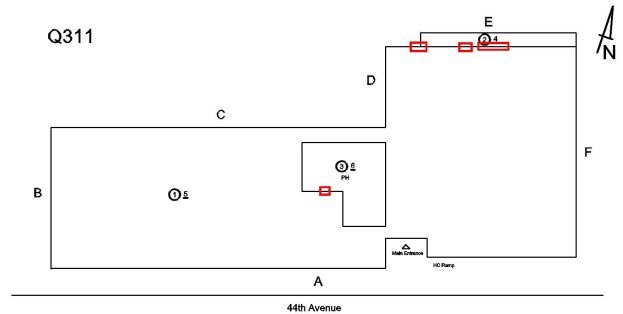 E
Q311
2 4
N
D
C
F
3 6
PH
B
1 5
Main Entrance
HC Ramp
A
44th Avenue